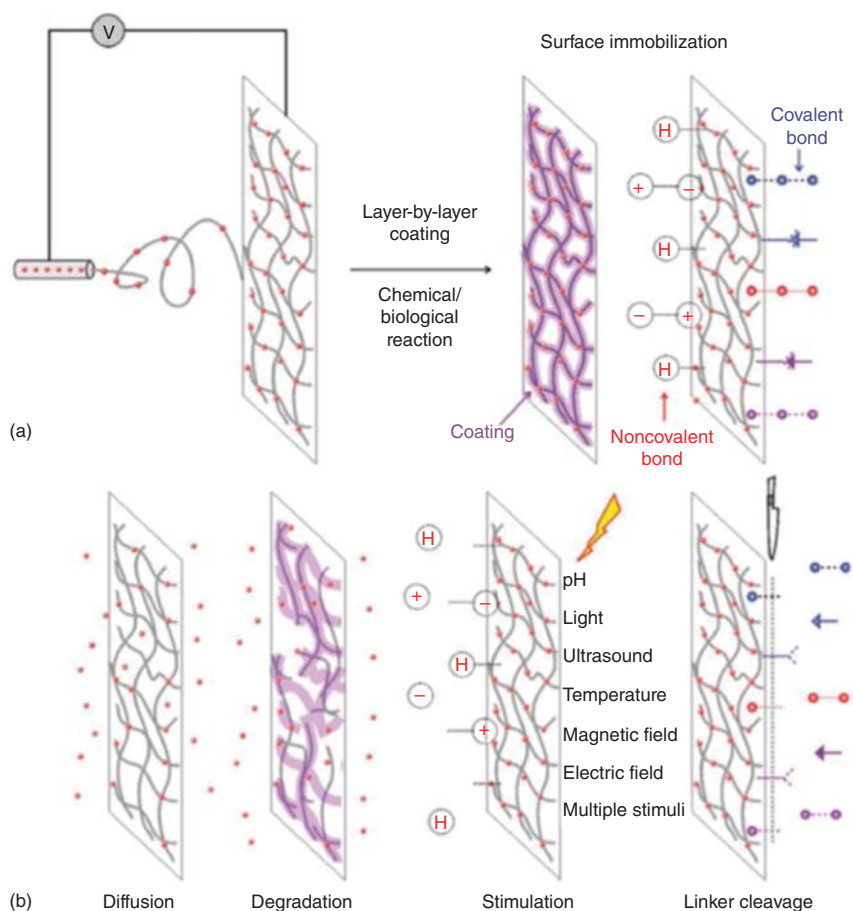 V
Surface immobilization
Covalent
bond
H
+ −
Layer-by-layer
coating
H
Chemical/
biological
reaction
− +
H
Coating
Noncovalent
bond
(a)
H
pH
+ −
Light
H
Ultrasound
−
Temperature
+
Magnetic field
Electric field
Multiple stimuli
H
(b) Diffusion Degradation Stimulation Linker cleavage